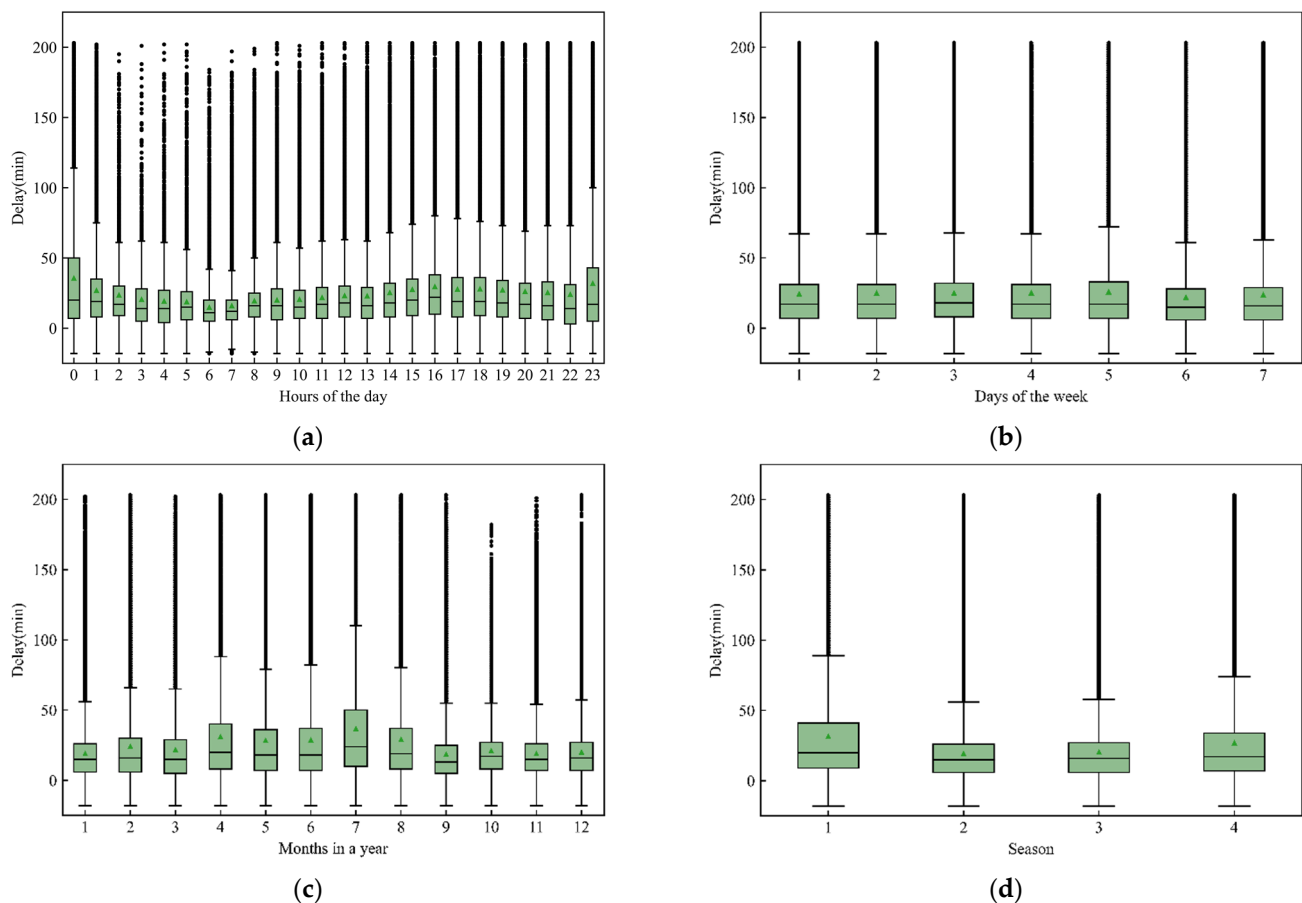 200
150
100
50
0
Delay(min)
0 1 2 3 4 5 6 7 8 9 10 11 12 13 14 15 16 17 18 19 20 21 22 23
Hours of the day
(a)
200
150
100
50
0
Delay(min)
1 2 3 4 5 6 7
Days of the week
(b)
200
150
100
50
0
Delay(min)
1 2 3 4 5 6 7 8 9 10 11 12
Months in a year
(c)
200
150
100
50
0
Delay(min)
1 2 3 4
Season
(d)